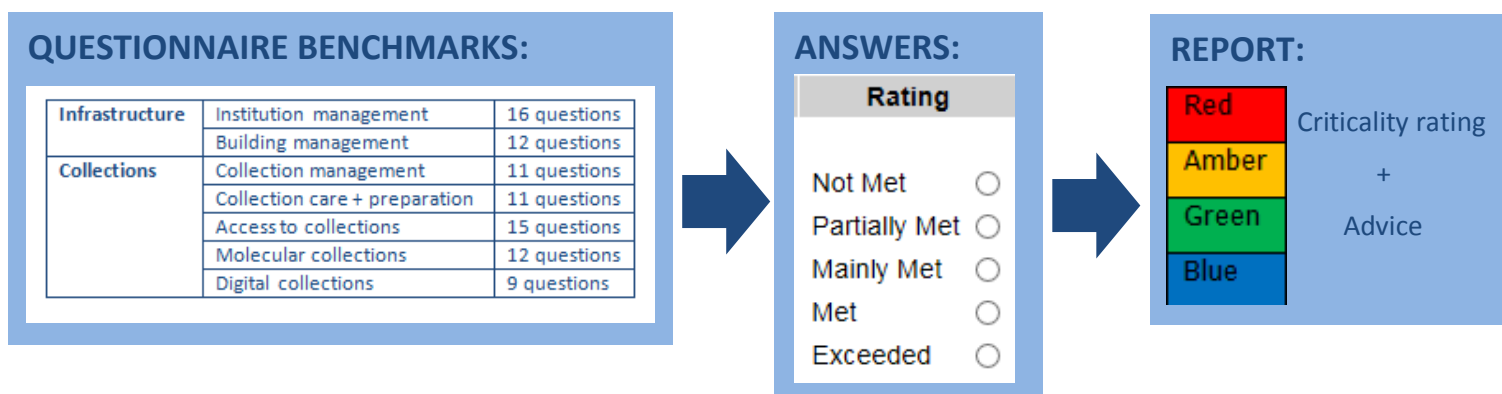 QUESTIONNAIRE BENCHMARKS:
Infrastructure Institution management 16 questions
Building management 12 questions
Collections Collection management 11 questions
Collection care + preparation 11 questions
Access to collections 15 questions
Molecular collections 12 questions
Digital collections 9 questions
ANSWERS:
Rating
Not Met
Partially Met
Mainly Met
Met
Exceeded
REPORT:
Red
Amber
Green
Blue
Criticality rating
+
Advice